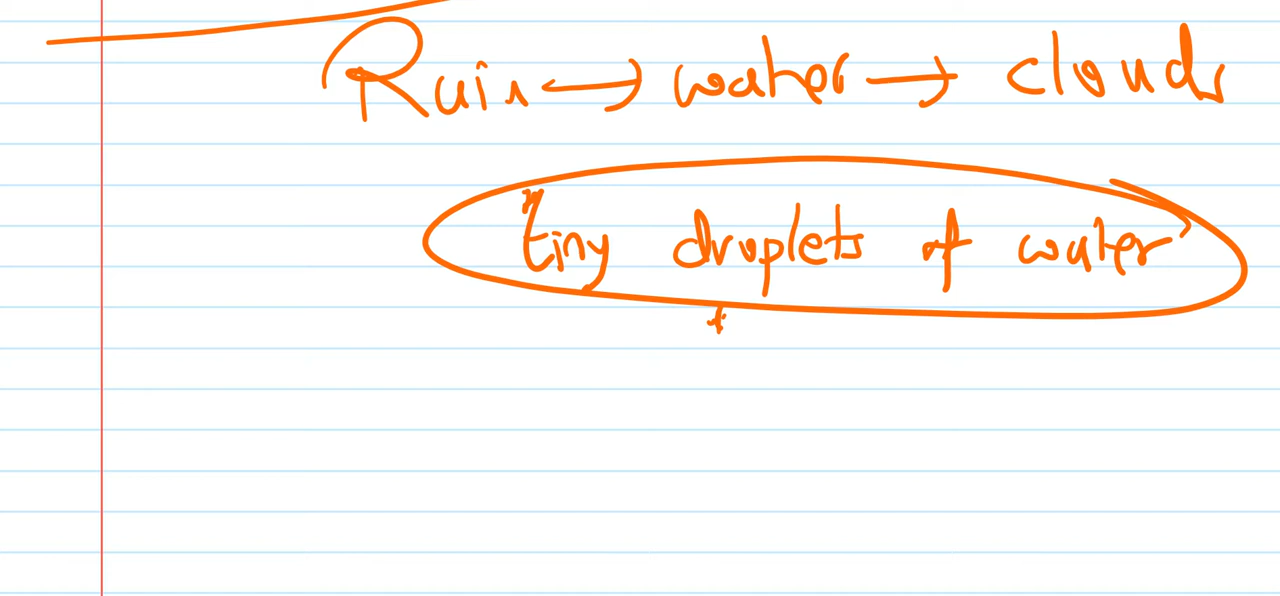 Rain → water → clouds
tiny droplets of water